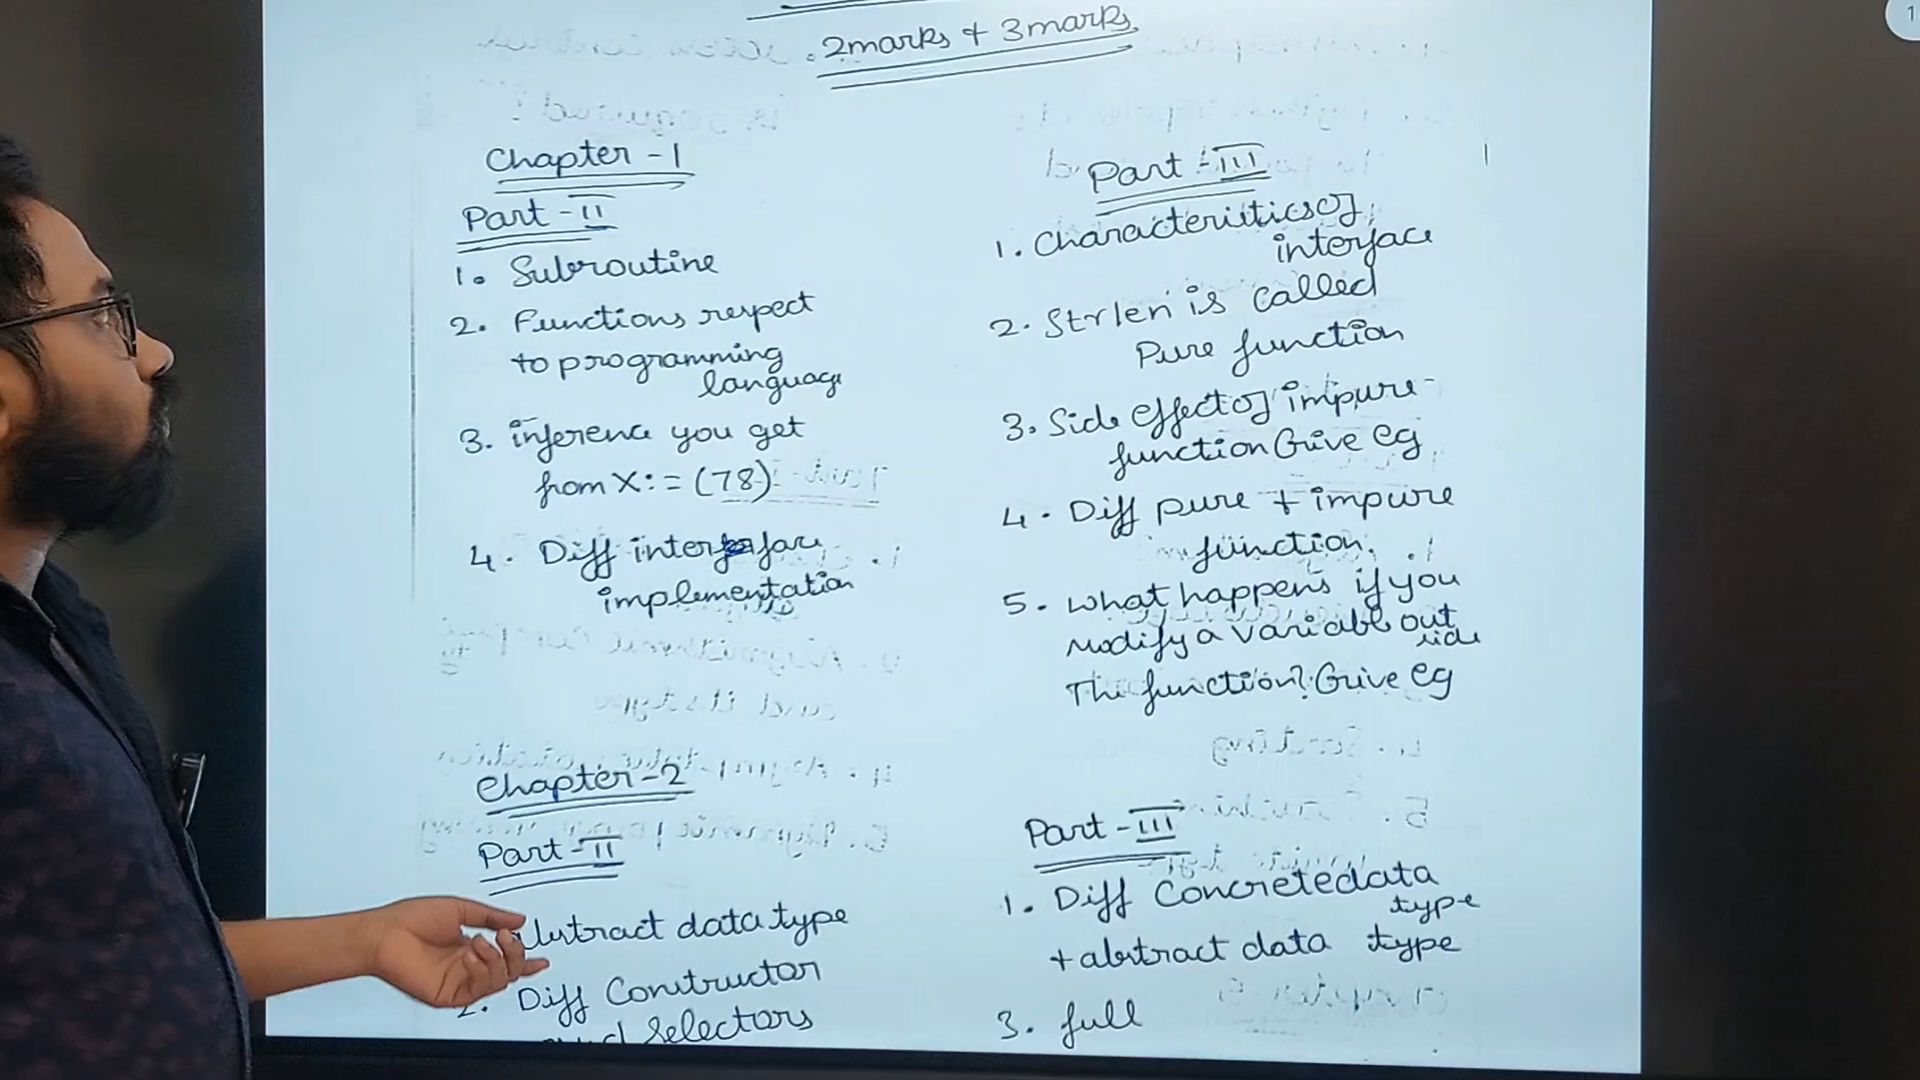 2marks + 3marks
Chapter - 1
Part - II
1. Subroutine
2. Functions respect
to programming
language
3. inference you get
from X:= (78)
4. Diff interface
implementation
Part - III
1. Characteristics of
interface
2. Strlen is called
Pure function
3. Side effect of impure
function Give eg
4. Diff pure + impure
function.
5. What happens if you
modify a variable out
side
The function? Give eg
Chapter - 2
Part - II
abstract data type
2. Diff Constructor
and Selectors
Part - III
1. Diff Concrete data
type
+ abstract data type
3. full
1